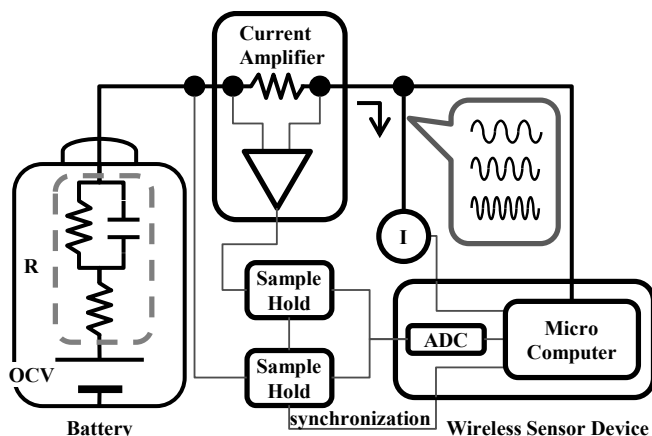 Current
Amplifier
R
I
Sample
Hold
ADC
Micro
Computer
OCV
Sample
Hold
synchronization
Battery
Wireless Sensor Device